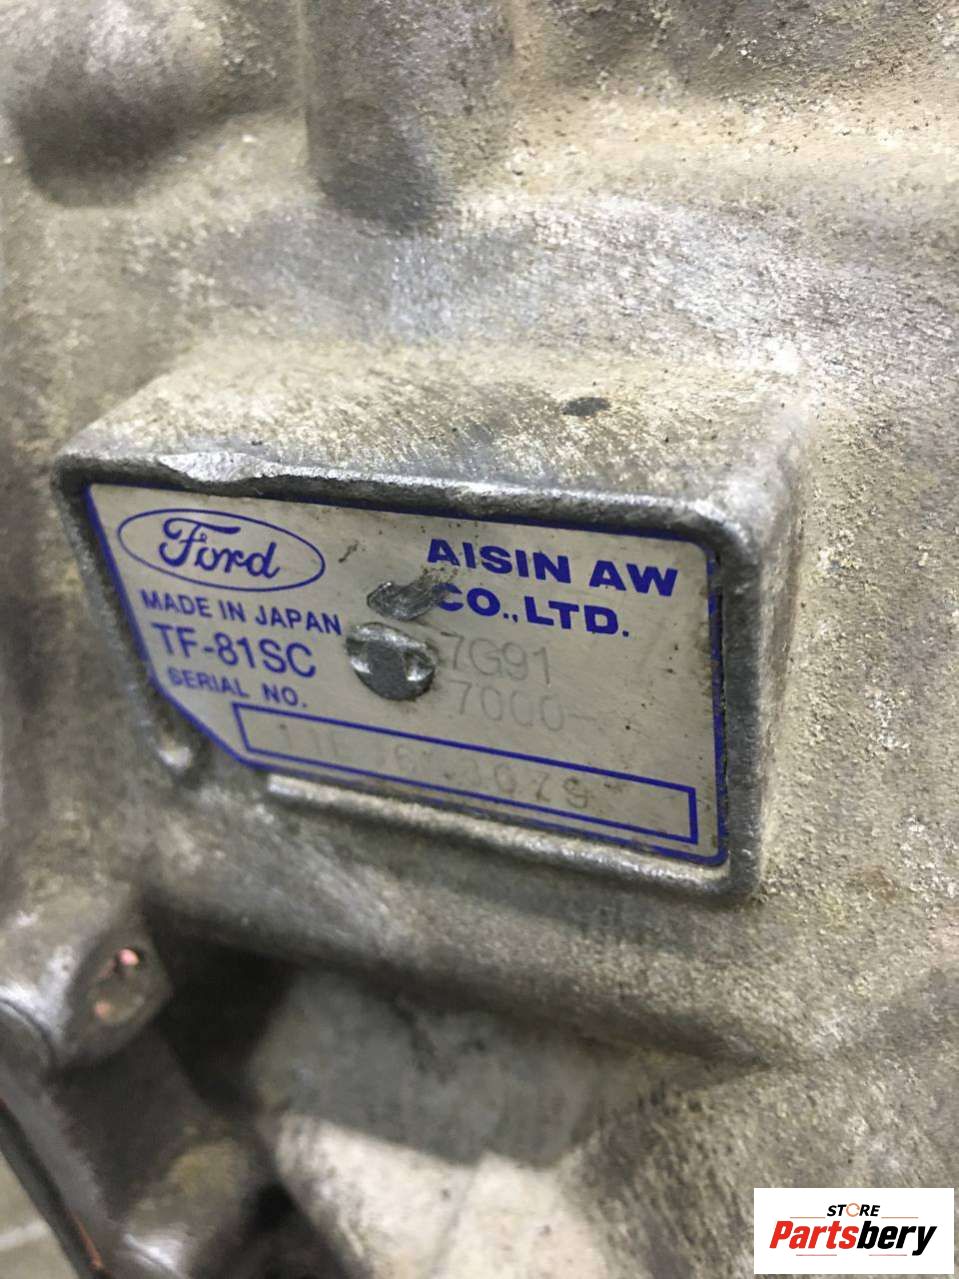 Ford
AISIN AW
CO.,LTD.
MADE IN JAPAN
TF-81SC
7G91
7000-
SERIAL NO.
STORE
Partsbery